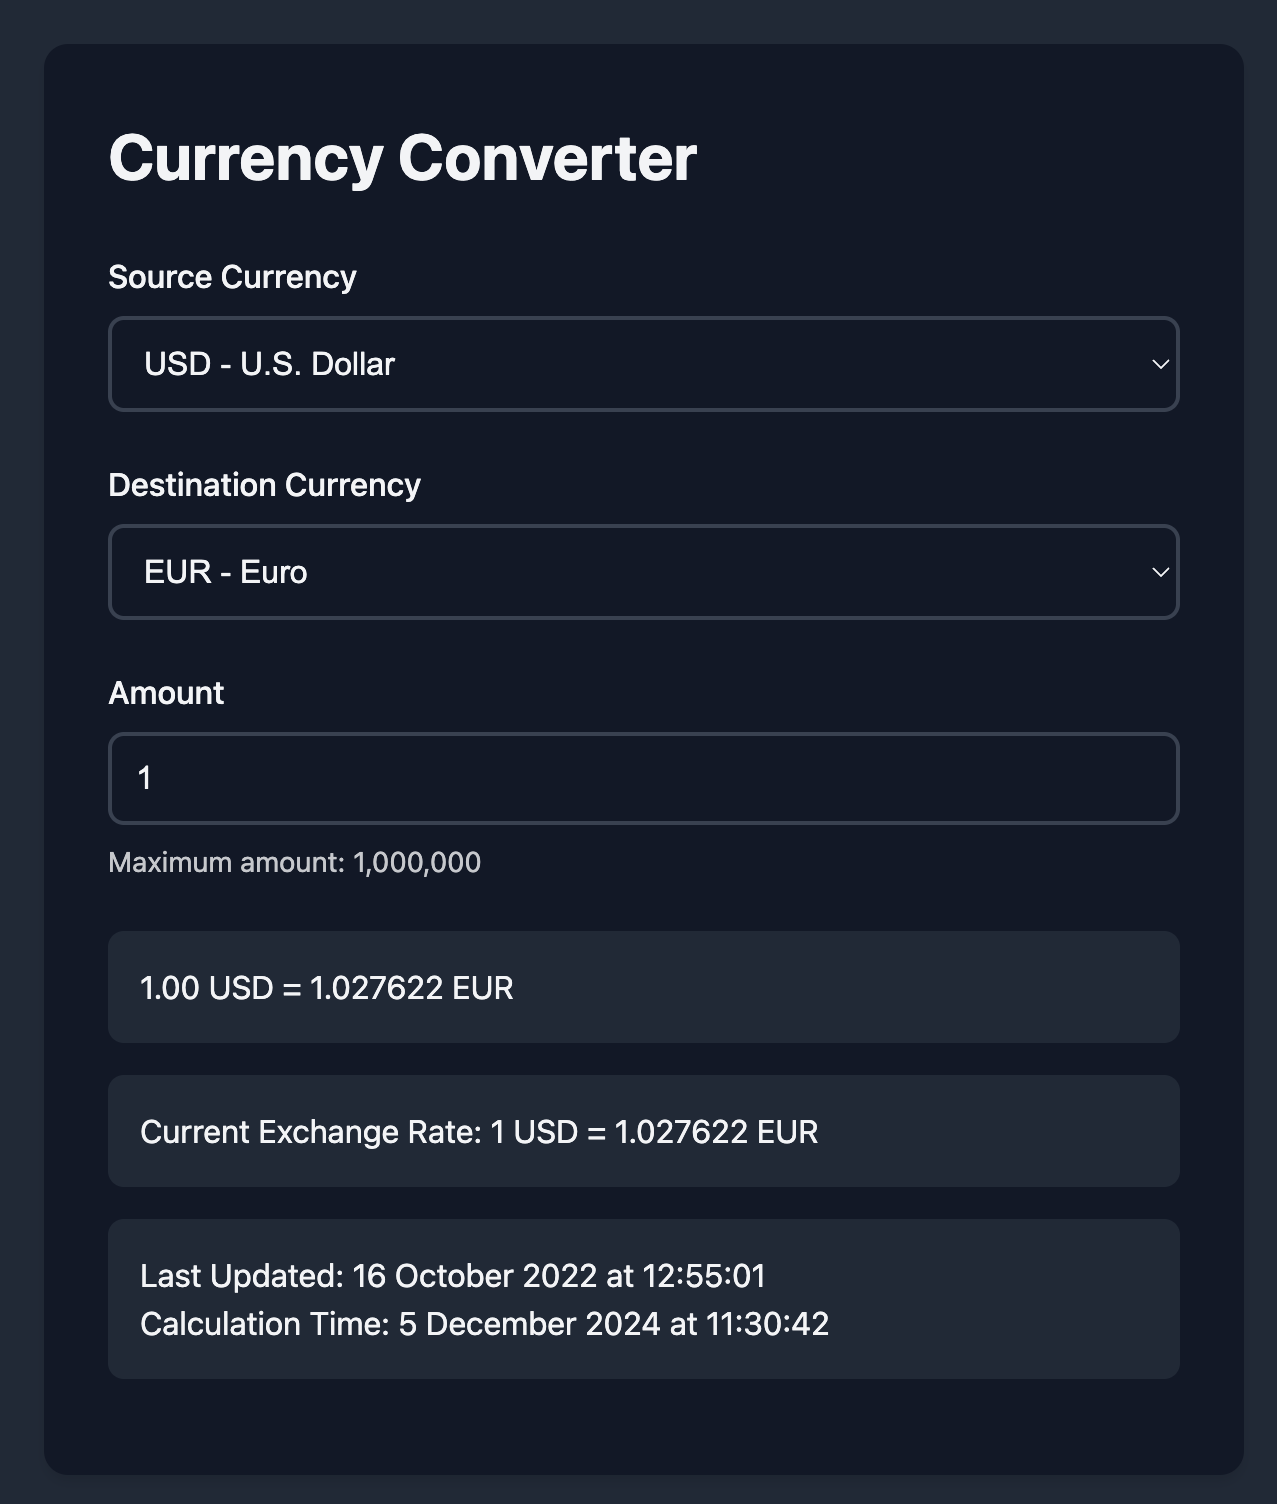 Currency Converter
Source Currency
USD - U.S. Dollar
Destination Currency
EUR - Euro
Amount
1
Maximum amount: 1,000,000
1.00 USD = 1.027622 EUR
Current Exchange Rate: 1 USD = 1.027622 EUR
Last Updated: 16 October 2022 at 12:55:01
Calculation Time: 5 December 2024 at 11:30:42